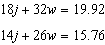 18j + 32w = 19.92
14j + 26w = 15.76